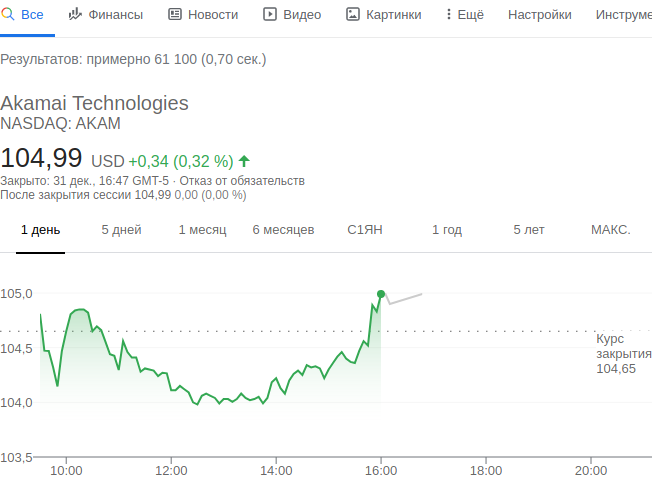 Все Финансы Новости Видео Картинки Ещё Настройки Инструме
Результатов: примерно 61 100 (0,70 сек.)
Akamai Technologies
NASDAQ: AKAM
104,99 USD +0,34 (0,32 %)
Закрыто: 31 дек., 16:47 GMT-5 · Отказ от обязательств
После закрытия сессии 104,99 0,00 (0,00 %)
1 день 5 дней 1 месяц 6 месяцев С1ЯН 1 год 5 лет МАКС.
105,0
Курс
закрытия
104,65
104,5
104,0
103,5
10:00 12:00 14:00 16:00 18:00 20:00